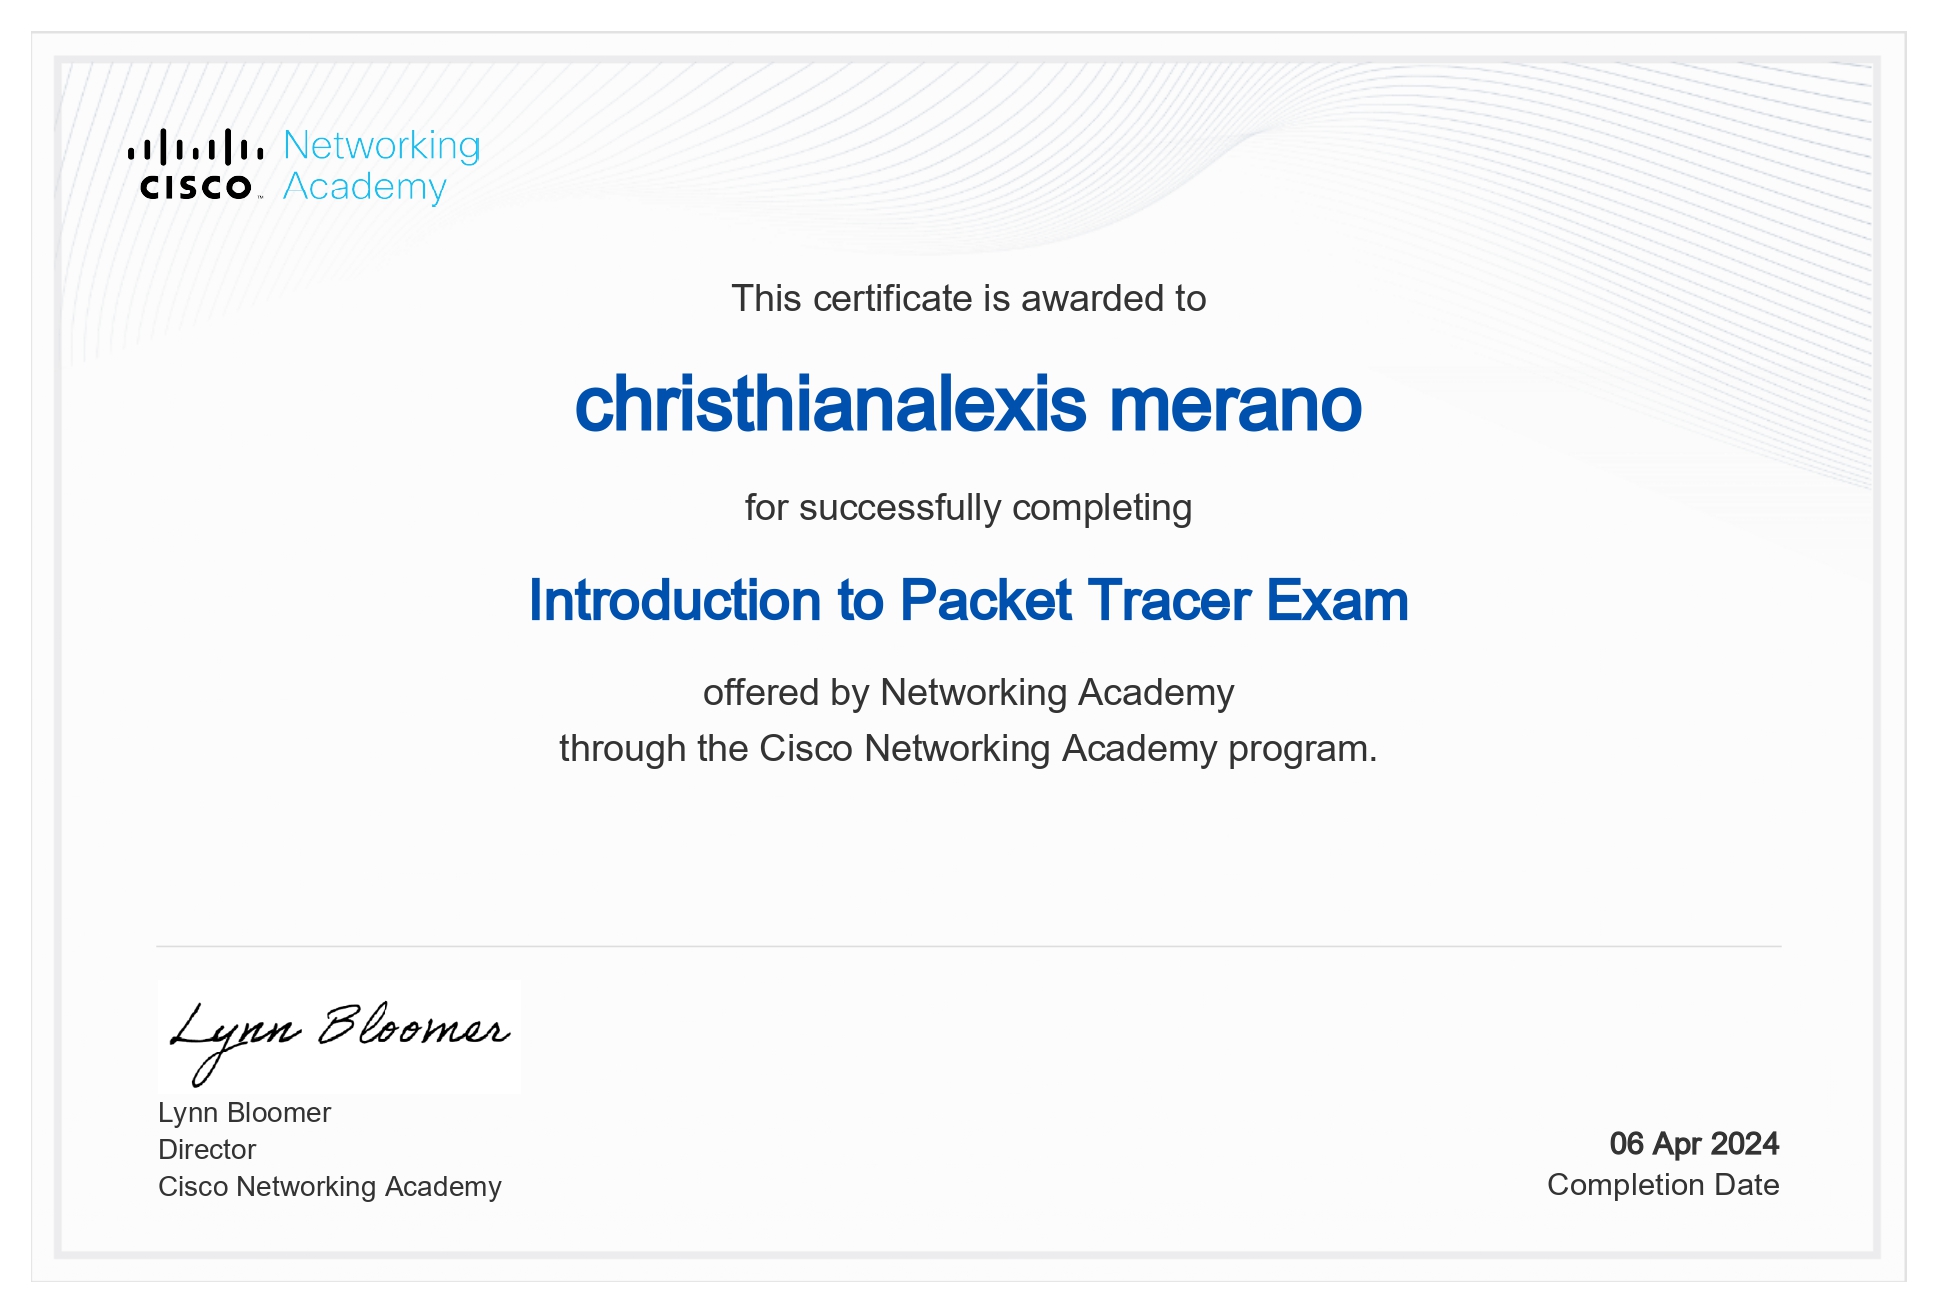 CISCO™ Networking
Academy
This certificate is awarded to
christhianalexis merano
for successfully completing
Introduction to Packet Tracer Exam
offered by Networking Academy
through the Cisco Networking Academy program.
Lynn Bloomer
Lynn Bloomer
Director
Cisco Networking Academy
06 Apr 2024
Completion Date